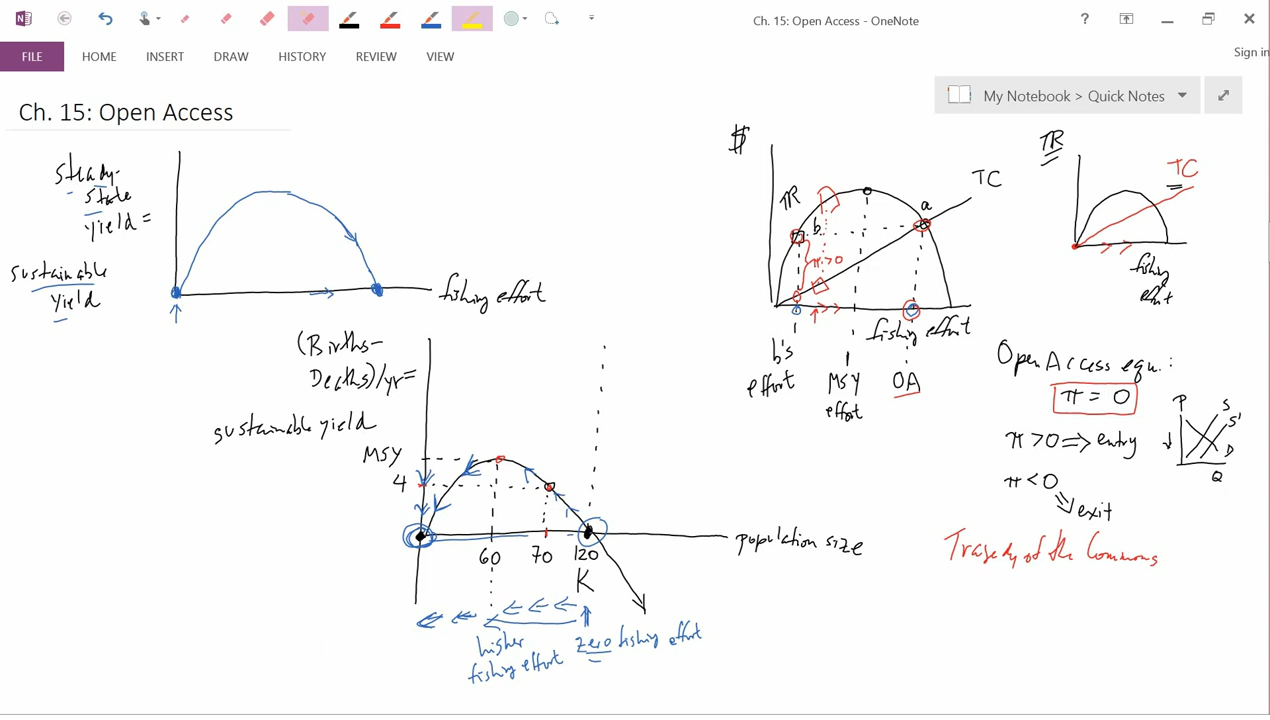 Ch. 15: Open Access - OneNote
?
Sign in
FILE HOME INSERT DRAW HISTORY REVIEW VIEW
My Notebook > Quick Notes
Ch. 15: Open Access
steady-
state
yield =
sustainable
yield
fishing effort
(Births-
Deaths)/yr=
sustainable yield
MSY
4
60 70 120
K
population size
higher
fishing effort
zero fishing effort
$
TR
TC
a
b
π>0
fishing effort
b's
effort
MSY
effort
OA
TR
TC
fishing
effort
Open Access equ.:
π = 0
π>0 ⇒ entry
π<0
⇒ exit
P
S
S'
D
Q
Tragedy of the Commons